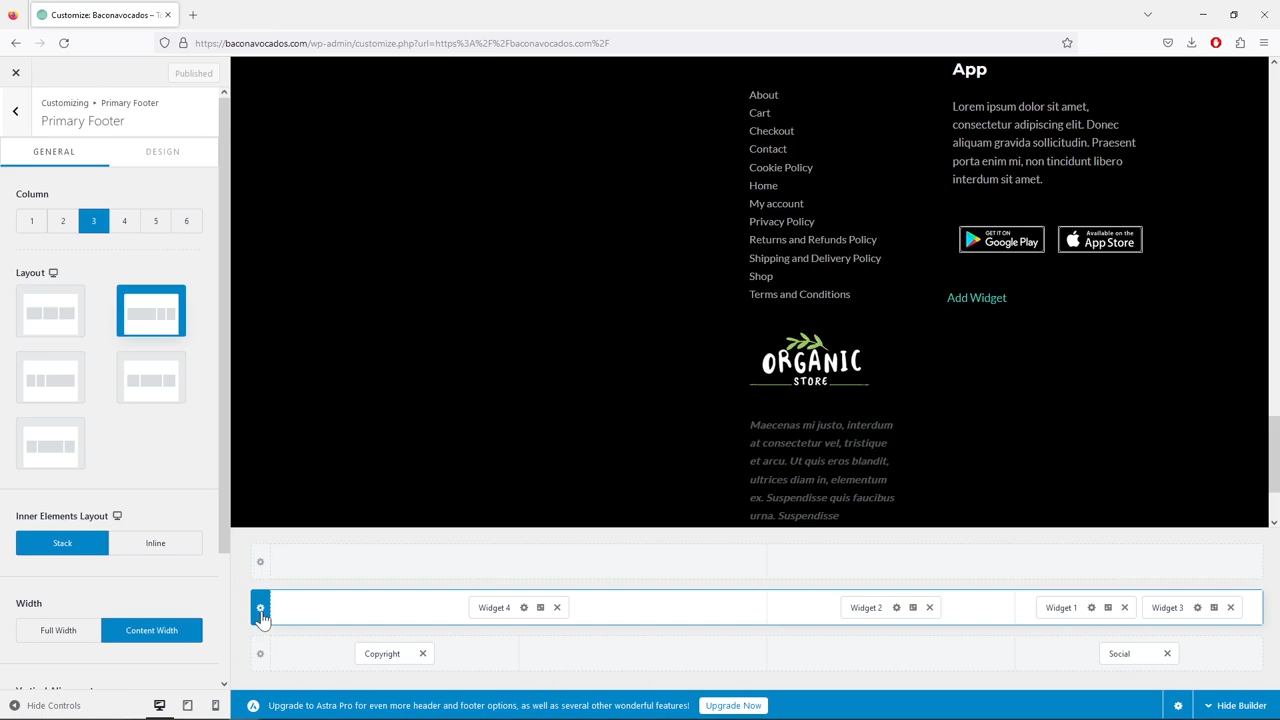 Customize: Baconavocados – Ta
https://baconavocados.com/wp-admin/customize.php?url=https%3A%2F%2Fbaconavocados.com%2F
Published
Customizing ▸ Primary Footer
Primary Footer
GENERAL
DESIGN
Column
1 2 3 4 5 6
Layout
Inner Elements Layout
Stack
Inline
Width
Full Width
Content Width
Hide Controls
About
Cart
Checkout
Contact
Cookie Policy
Home
My account
Privacy Policy
Returns and Refunds Policy
Shipping and Delivery Policy
Shop
Terms and Conditions
ORGANIC
STORE
Maecenas mi justo, interdum
at consectetur vel, tristique
et arcu. Ut quis eros blandit,
ultrices diam in, elementum
ex. Suspendisse quis faucibus
urna. Suspendisse
App
Lorem ipsum dolor sit amet,
consectetur adipiscing elit. Donec
aliquam gravida sollicitudin. Praesent
porta enim mi, non tincidunt libero
interdum sit amet.
GET IT ON
Google Play
Available on the
App Store
Add Widget
Widget 4
Widget 2
Widget 1
Widget 3
Copyright
Social
Upgrade to Astra Pro for even more header and footer options, as well as several other wonderful features!
Upgrade Now
Hide Builder